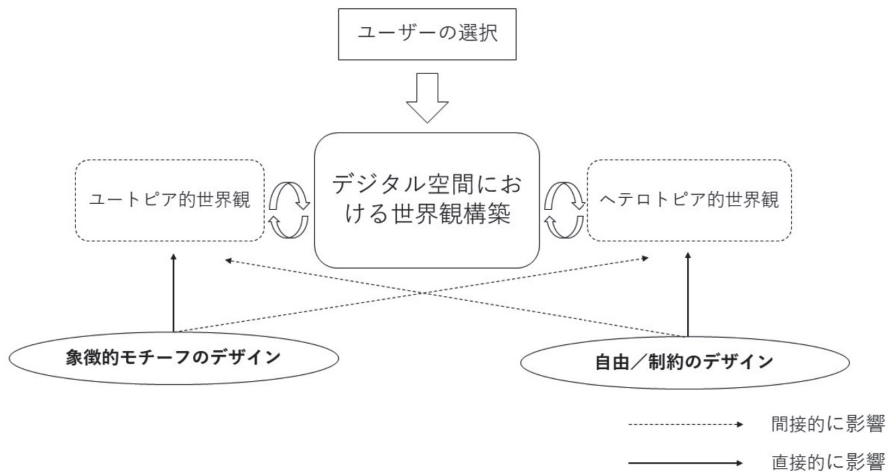 ユーザーの選択
デジタル空間にお
ける世界観構築
ユートピア的世界観
ヘテロトピア的世界観
象徴的モチーフのデザイン
自由／制約のデザイン
間接的に影響
直接的に影響